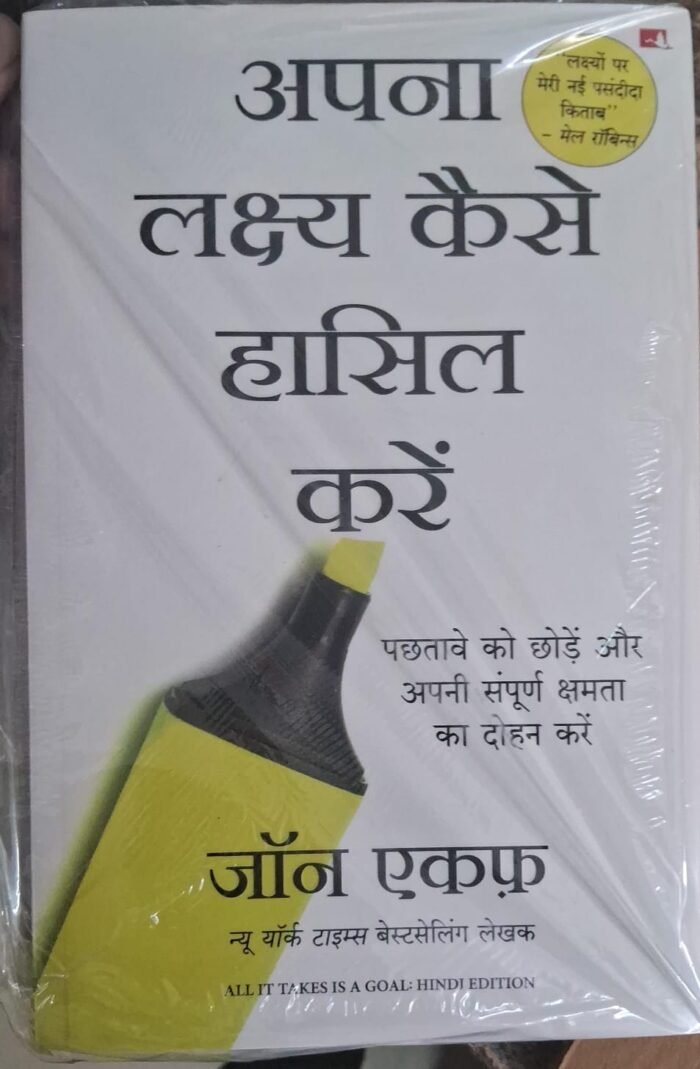 अपना
लक्ष्य कैसे
हासिल
करें
"लक्ष्यों पर
मेरी नई पसंदीदा
किताब"
- मेल रॉबिन्स
पछतावे को छोड़ें और
अपनी संपूर्ण क्षमता
का दोहन करें
जॉन एकफ़
न्यू यॉर्क टाइम्स बेस्टसेलिंग लेखक
ALL IT TAKES IS A GOAL: HINDI EDITION